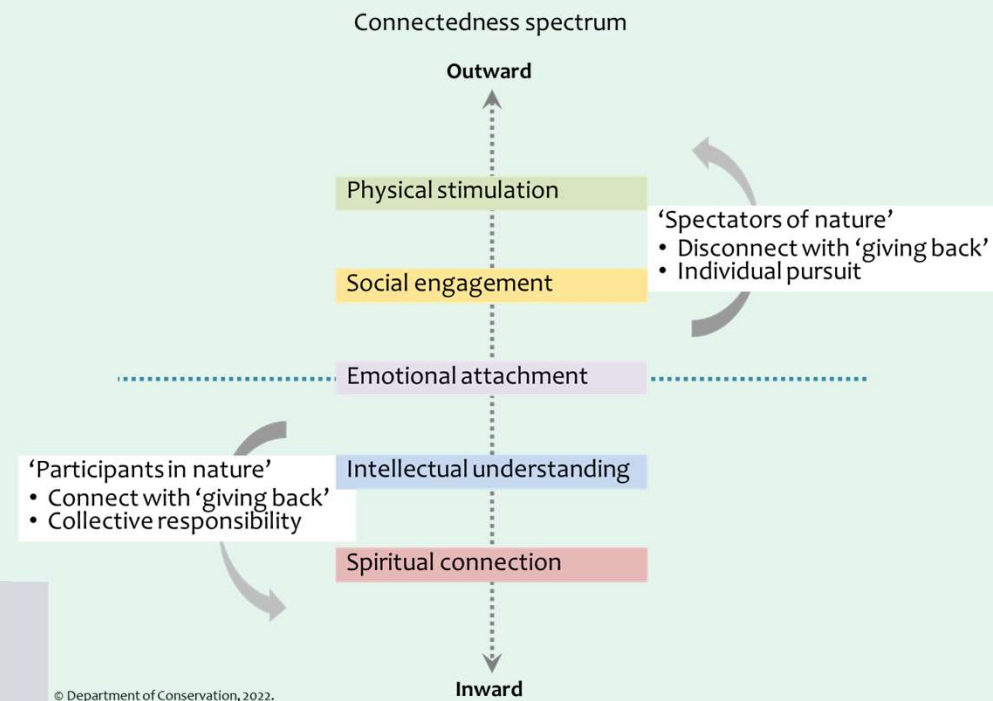 Connectedness spectrum
Outward
Physical stimulation
‘Spectators of nature’
• Disconnect with ‘giving back’
• Individual pursuit
Social engagement
Emotional attachment
‘Participants in nature’
• Connect with ‘giving back’
• Collective responsibility
Intellectual understanding
Spiritual connection
Inward
© Department of Conservation, 2022.